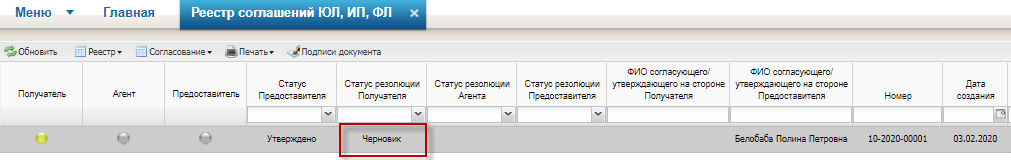 Меню Главная Реестр соглашений ЮЛ, ИП, ФЛ
Обновить Реестр Согласование Печать Подписи документа
Получатель Агент Предоставитель Статус Предоставителя Статус резолюции Получателя Статус резолюции Агента Статус резолюции Предоставителя ФИО согласующего/ утверждающего на стороне Получателя ФИО согласующего/ утверждающего на стороне Предоставителя Номер Дата создания
Утверждено Черновик Белобаба Полина Петровна 10-2020-00001 03.02.2020